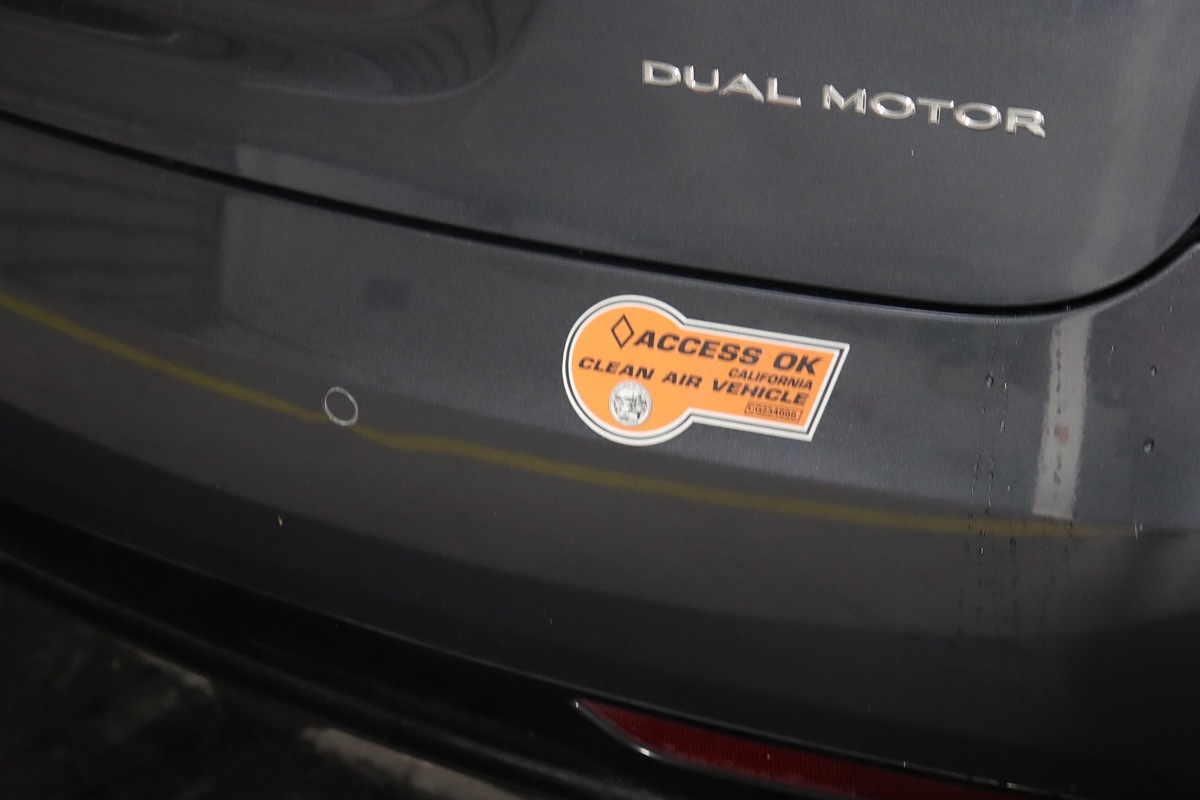 DUAL MOTOR
ACCESS OK
CALIFORNIA
CLEAN AIR VEHICLE